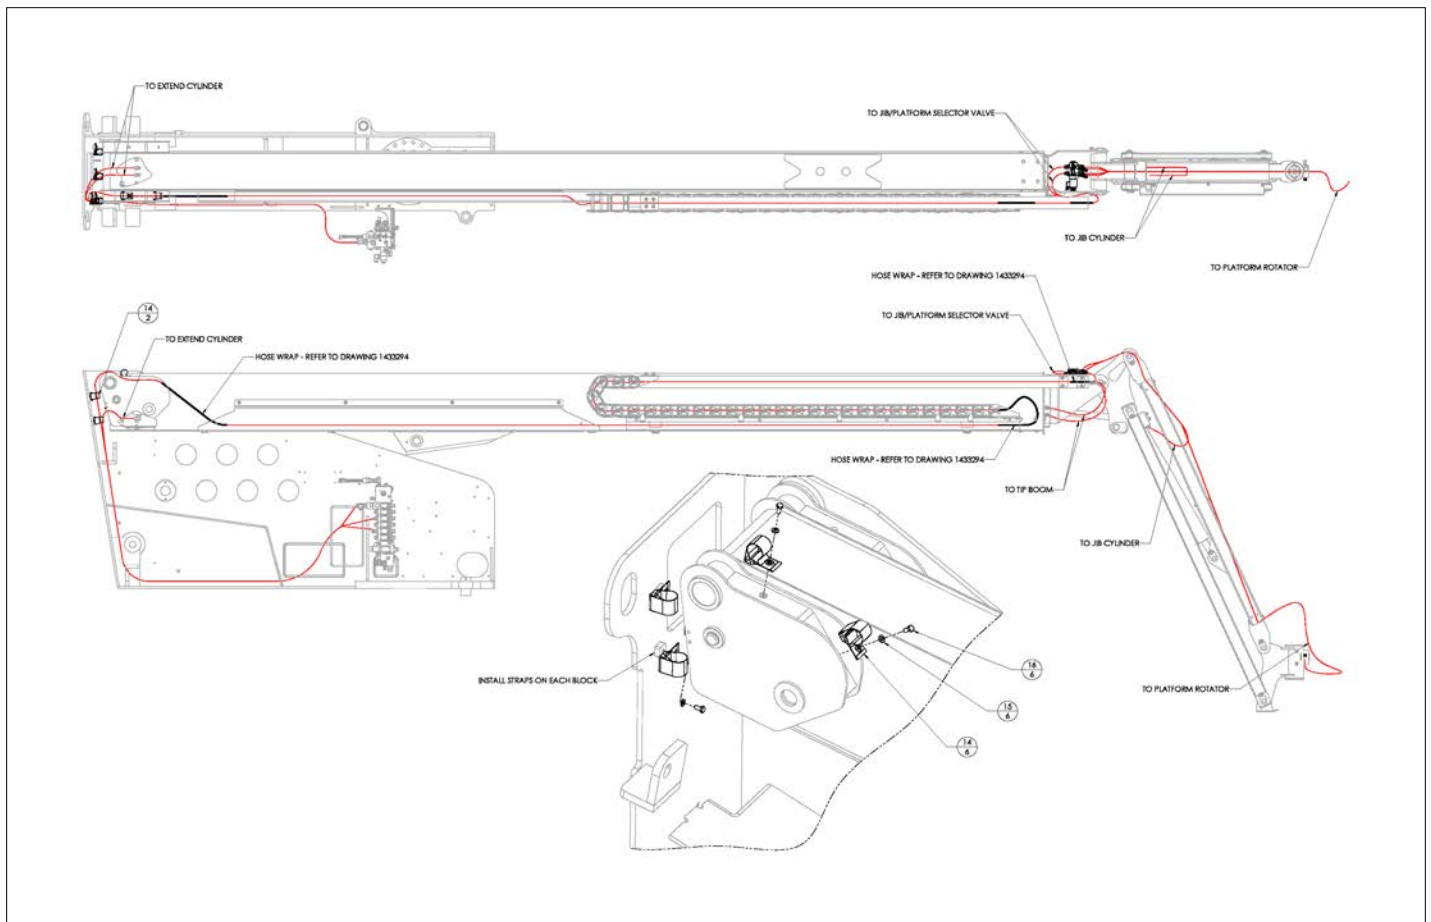 TO EXTEND CYLINDER
TO JIB/PLATFORM SELECTOR VALVE
TO JIB CYLINDER
TO PLATFORM ROTATOR
HOSE WRAP - REFER TO DRAWING 1433294
14
2
TO JIB/PLATFORM SELECTOR VALVE
TO EXTEND CYLINDER
HOSE WRAP - REFER TO DRAWING 1433294
HOSE WRAP - REFER TO DRAWING 1433294
TO TIP BOOM
TO JIB CYLINDER
INSTALL STRAPS ON EACH BLOCK
16
6
TO PLATFORM ROTATOR
15
6
14
6